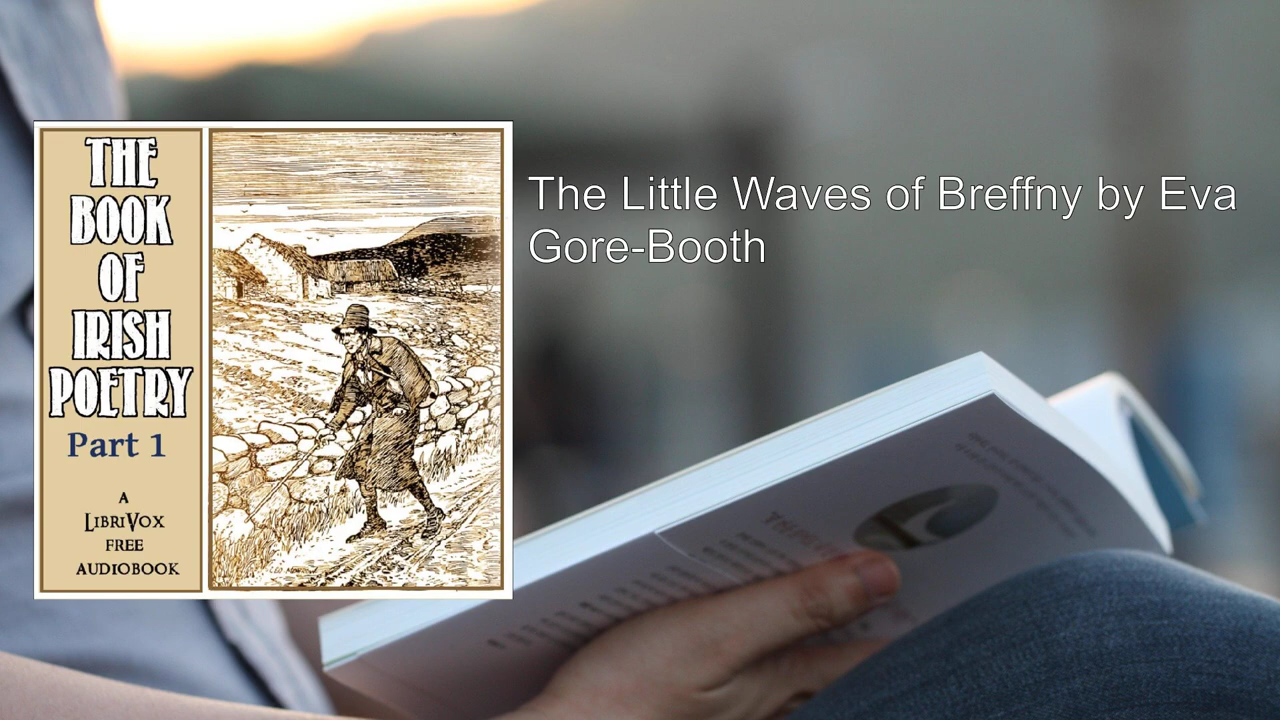 THE
BOOK
OF
IRISH
POETRY
Part 1
A
LIBRIVOX
FREE
AUDIOBOOK
The Little Waves of Breffny by Eva
Gore-Booth